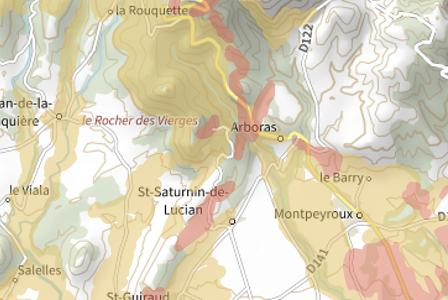 la Rouquette
D122
an-de-la-
quière
le Rocher des Vierges
Arboras
le Barry
le Viala
St-Saturnin-de-
Lucian
Montpeyroux
D141
Salelles
St-Guiraud